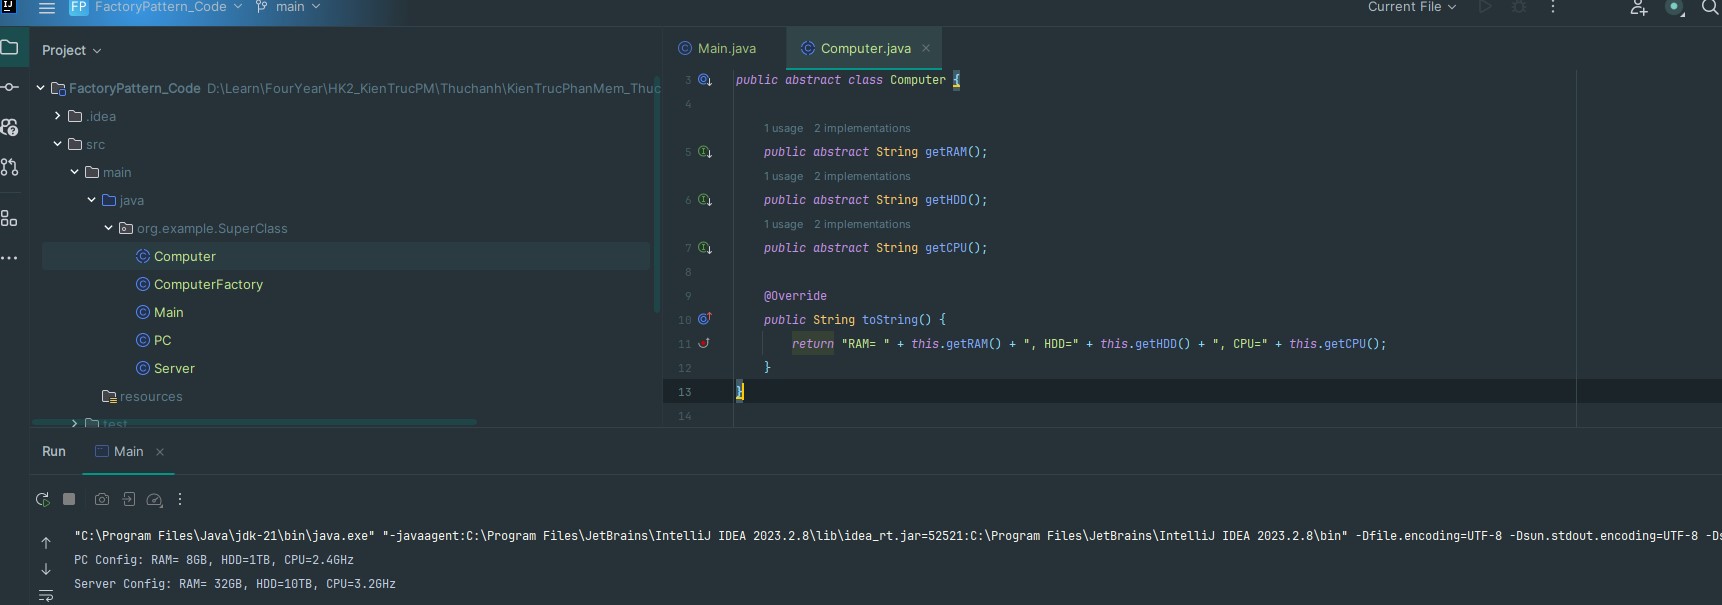 IJ
FP FactoryPattern_Code main Current File
Project
FactoryPattern_Code D:\Learn\FourYear\HK2_KienTrucPM\Thuchanh\KienTrucPhanMem_Thuc
.idea
src
main
java
org.example.SuperClass
Computer
ComputerFactory
Main
PC
Server
resources
test
Main.java Computer.java
3 public abstract class Computer {
4
1 usage 2 implementations
5 public abstract String getRAM();
1 usage 2 implementations
6 public abstract String getHDD();
1 usage 2 implementations
7 public abstract String getCPU();
8
9 @Override
10 public String toString() {
11 return "RAM= " + this.getRAM() + ", HDD=" + this.getHDD() + ", CPU=" + this.getCPU();
12 }
13 }
14
Run Main
"C:\Program Files\Java\jdk-21\bin\java.exe" "-javaagent:C:\Program Files\JetBrains\IntelliJ IDEA 2023.2.8\lib\idea_rt.jar=52521:C:\Program Files\JetBrains\IntelliJ IDEA 2023.2.8\bin" -Dfile.encoding=UTF-8 -Dsun.stdout.encoding=UTF-8 -Ds
PC Config: RAM= 8GB, HDD=1TB, CPU=2.4GHz
Server Config: RAM= 32GB, HDD=10TB, CPU=3.2GHz